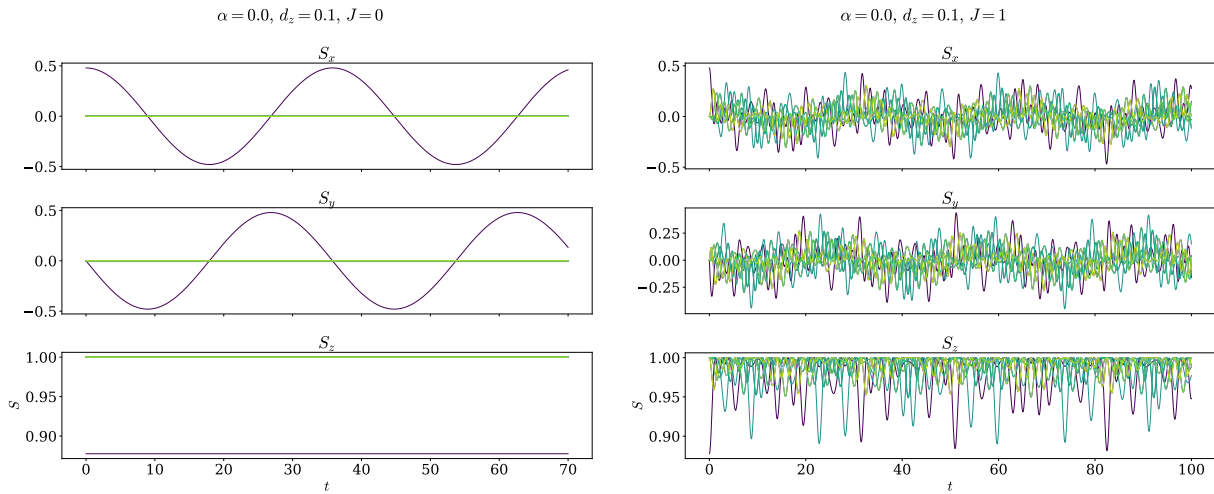 α = 0.0, d_z = 0.1, J = 0
S_x
0.5
0.0
−0.5
S_y
0.5
0.0
−0.5
S_z
1.00
0.95
0.90
S
0 10 20 30 40 50 60 70
t
α = 0.0, d_z = 0.1, J = 1
S_x
0.5
0.0
−0.5
S_y
0.25
0.00
−0.25
S_z
1.00
0.95
0.90
S
0 20 40 60 80 100
t